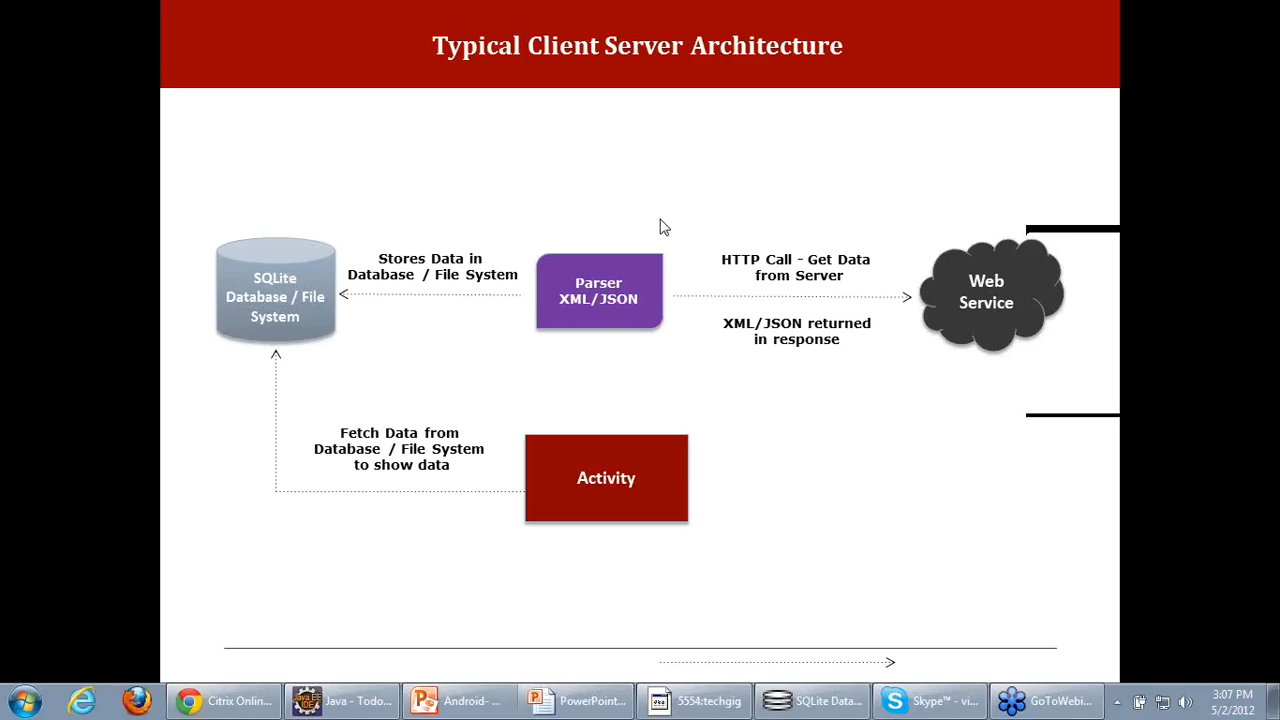 Typical Client Server Architecture
SQLite
Database / File
System
Stores Data in
Database / File System
Parser
XML/JSON
HTTP Call - Get Data
from Server
XML/JSON returned
in response
Web
Service
Fetch Data from
Database / File System
to show data
Activity
Citrix Onlin...
Java EE
IDE
Java - Todo...
Android- ...
PowerPoint...
5554:techgig
SQLite Data...
Skype™ - vi...
GoToWebi...
3:07 PM
5/2/2012